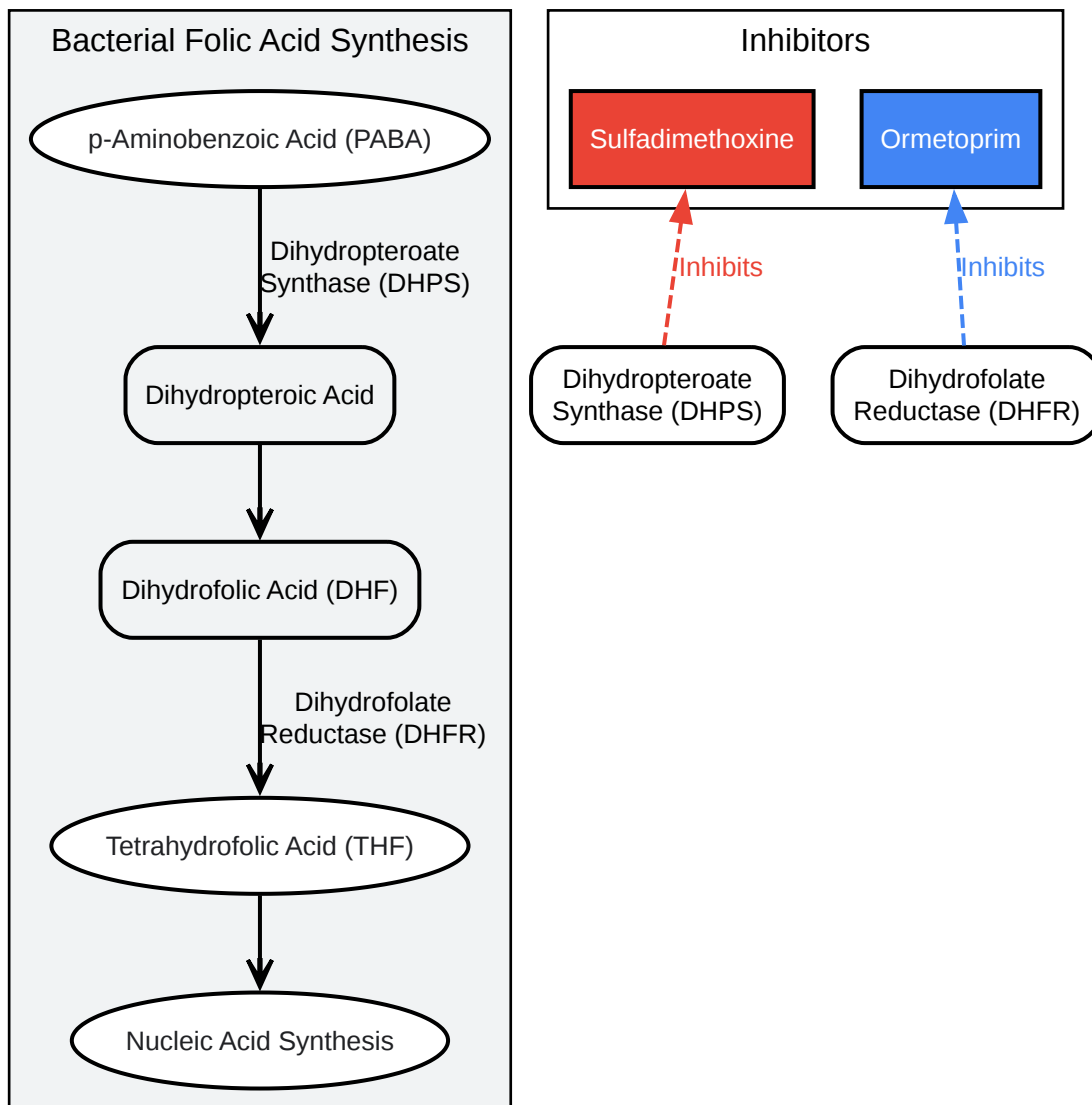 Bacterial Folic Acid Synthesis
p-Aminobenzoic Acid (PABA)
Dihydropteroate
Synthase (DHPS)
Dihydropteroic Acid
Dihydrofolic Acid (DHF)
Dihydrofolate
Reductase (DHFR)
Tetrahydrofolic Acid (THF)
Nucleic Acid Synthesis
Inhibitors
Sulfadimethoxine
Ormetoprim
Inhibits
Inhibits
Dihydropteroate
Synthase (DHPS)
Dihydrofolate
Reductase (DHFR)